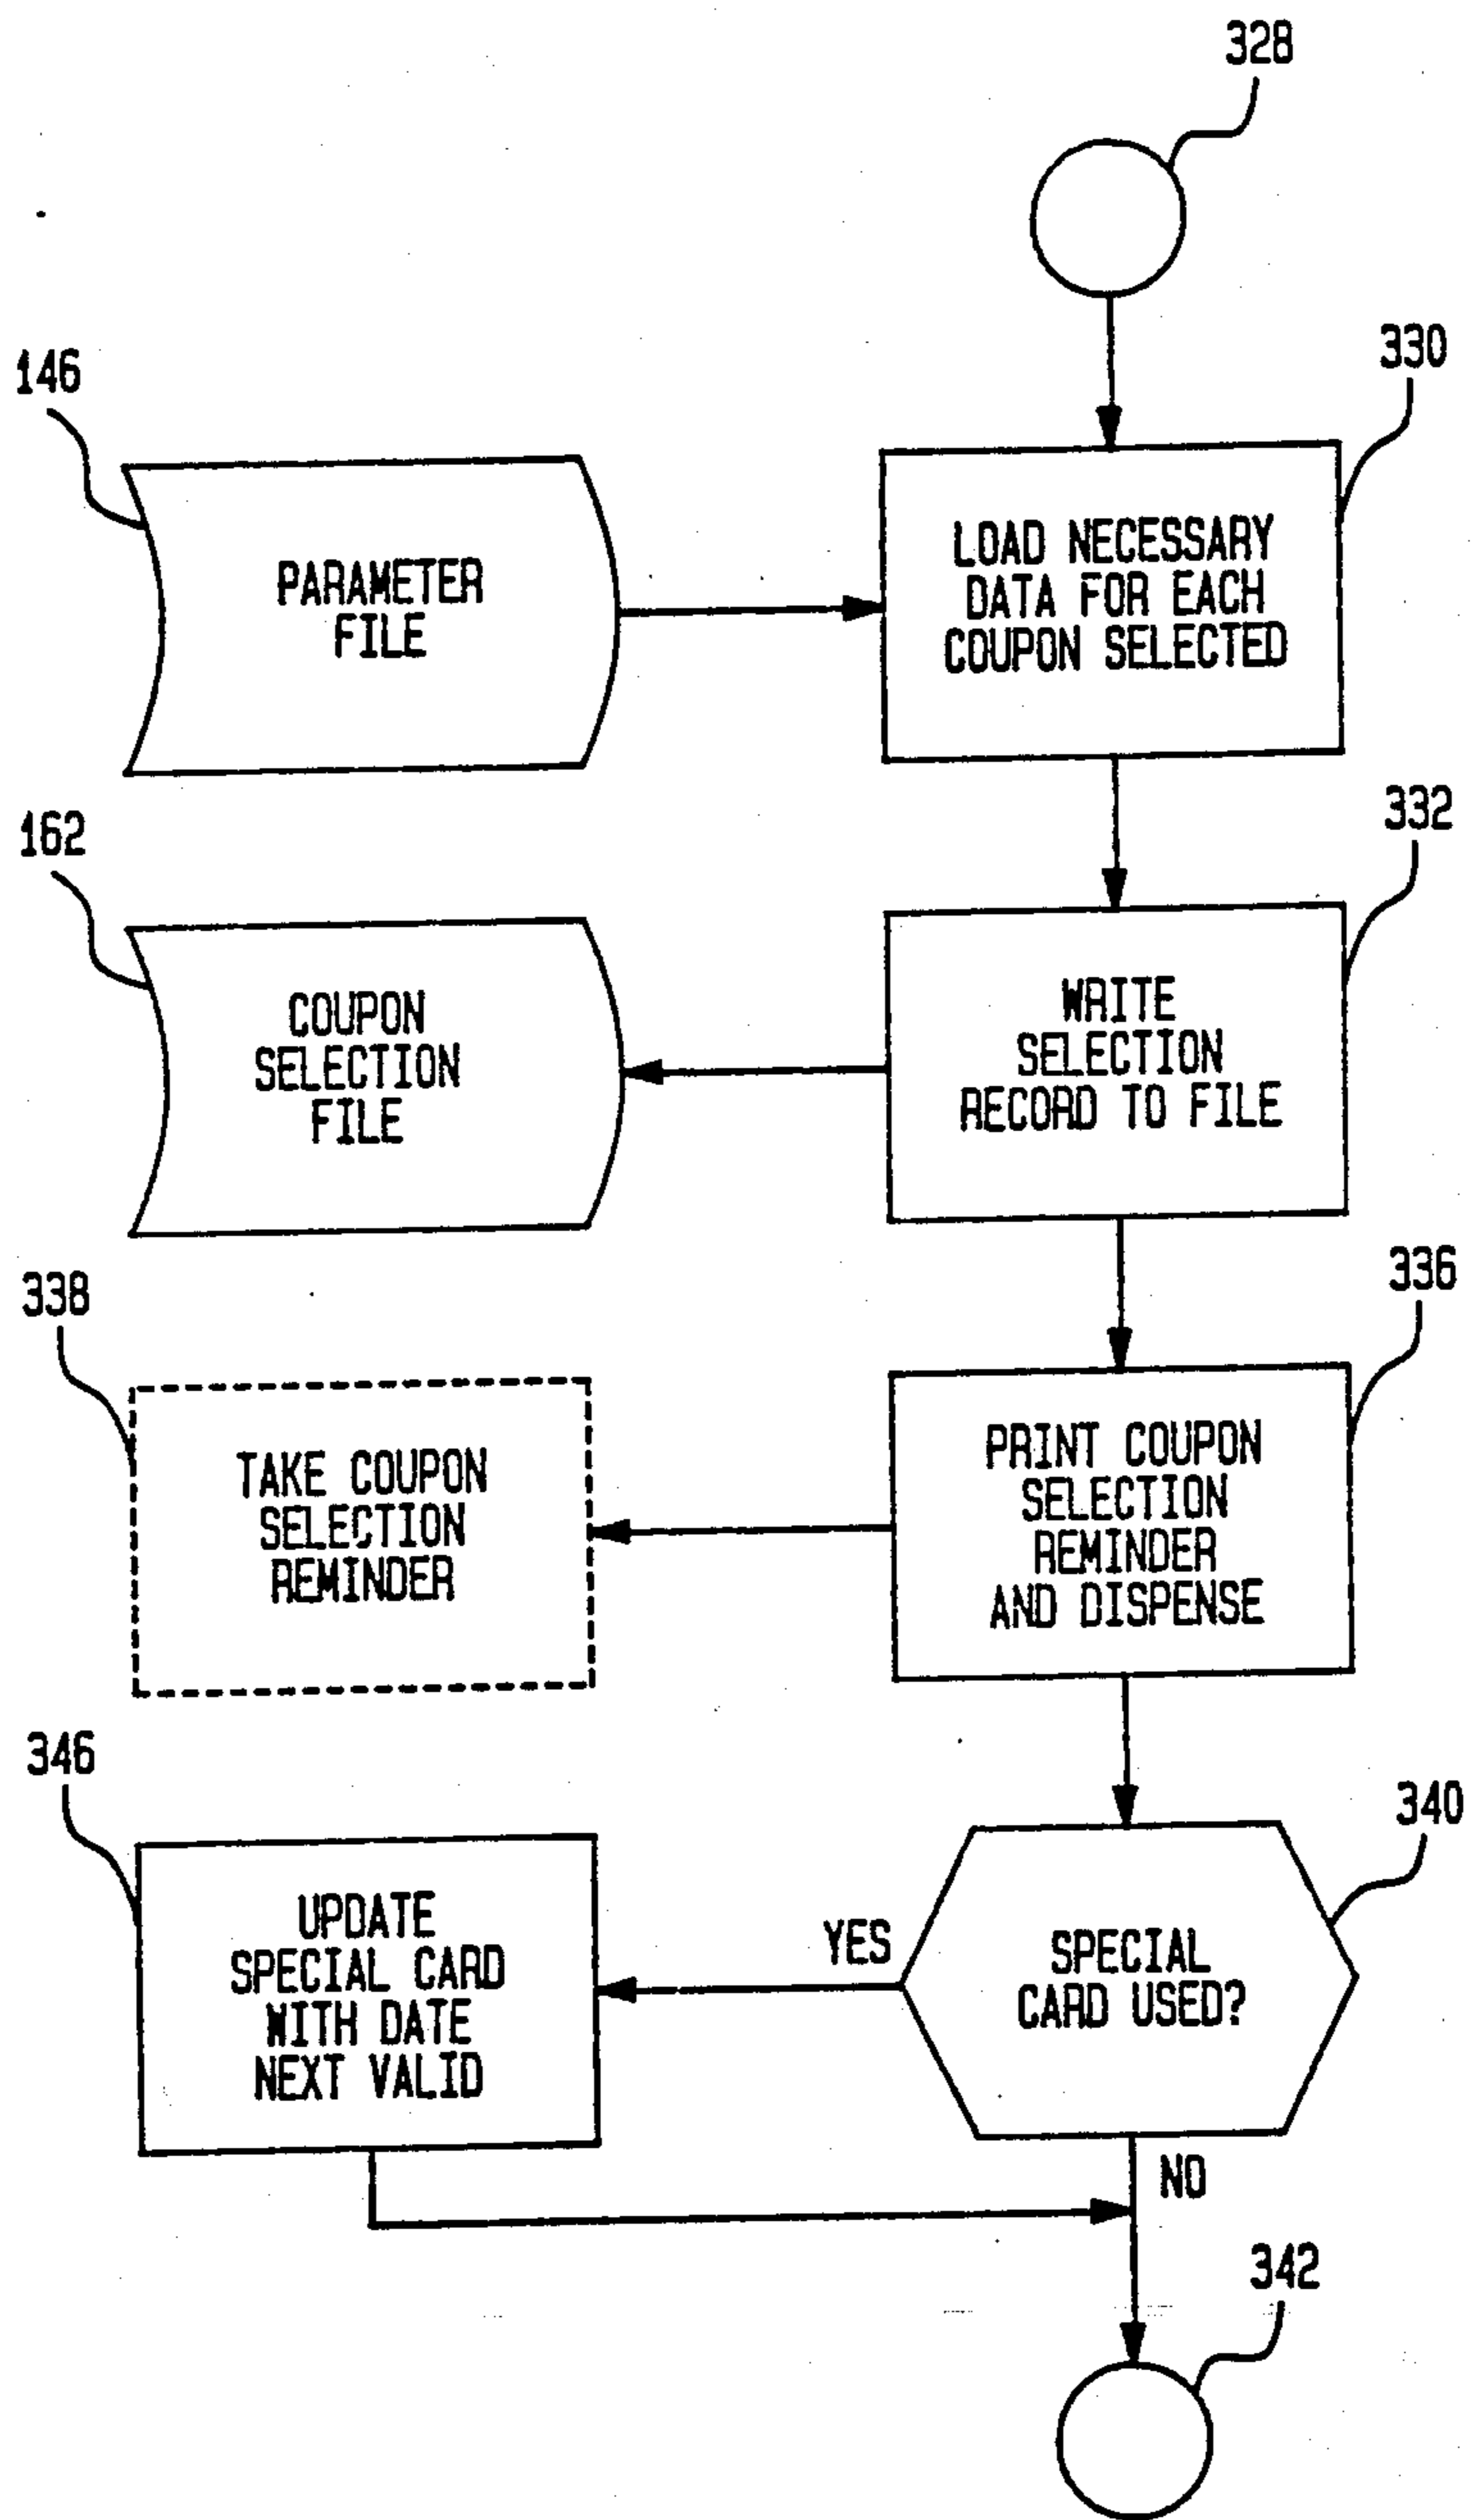 328
146
330
PARAMETER
FILE
LOAD NECESSARY
DATA FOR EACH
COUPON SELECTED
162
332
COUPON
SELECTION
FILE
WRITE
SELECTION
RECORD TO FILE
338
336
TAKE COUPON
SELECTION
REMINDER
PRINT COUPON
SELECTION
REMINDER
AND DISPENSE
346
340
UPDATE
SPECIAL CARD
WITH DATE
NEXT VALID
YES
SPECIAL
CARD USED?
NO
342